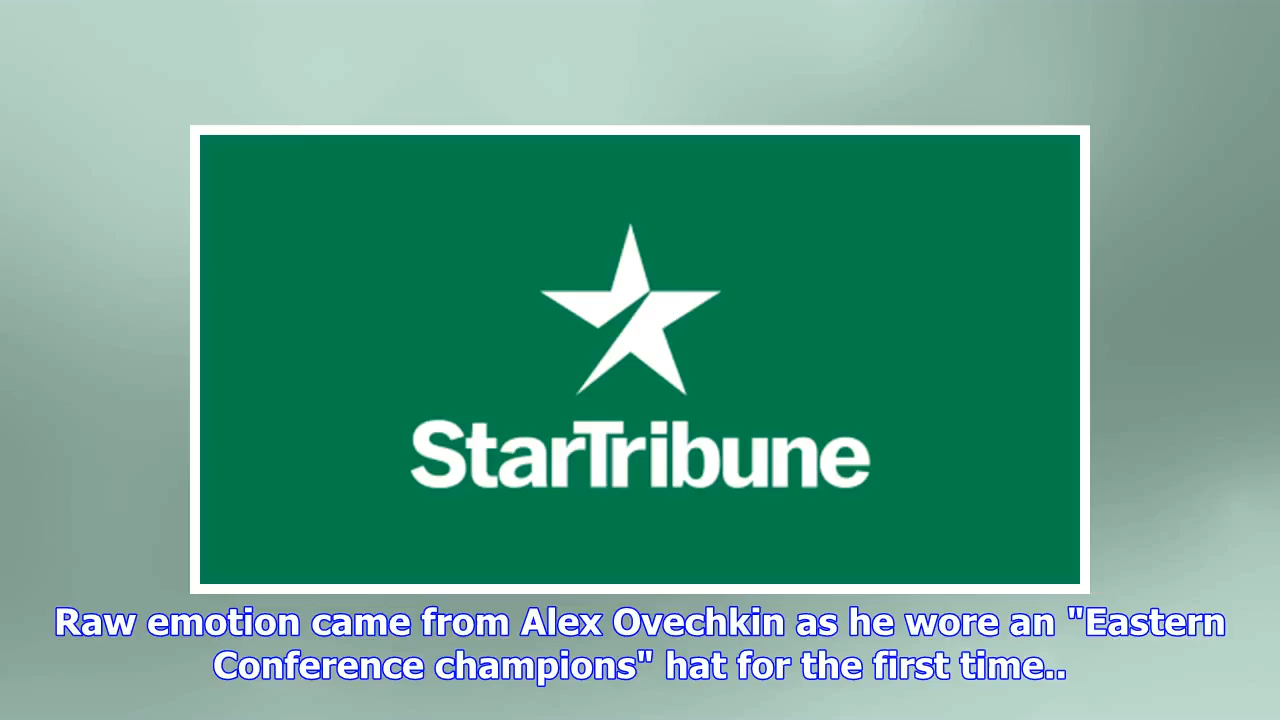 StarTribune
Raw emotion came from Alex Ovechkin as he wore an "Eastern
Conference champions" hat for the first time..